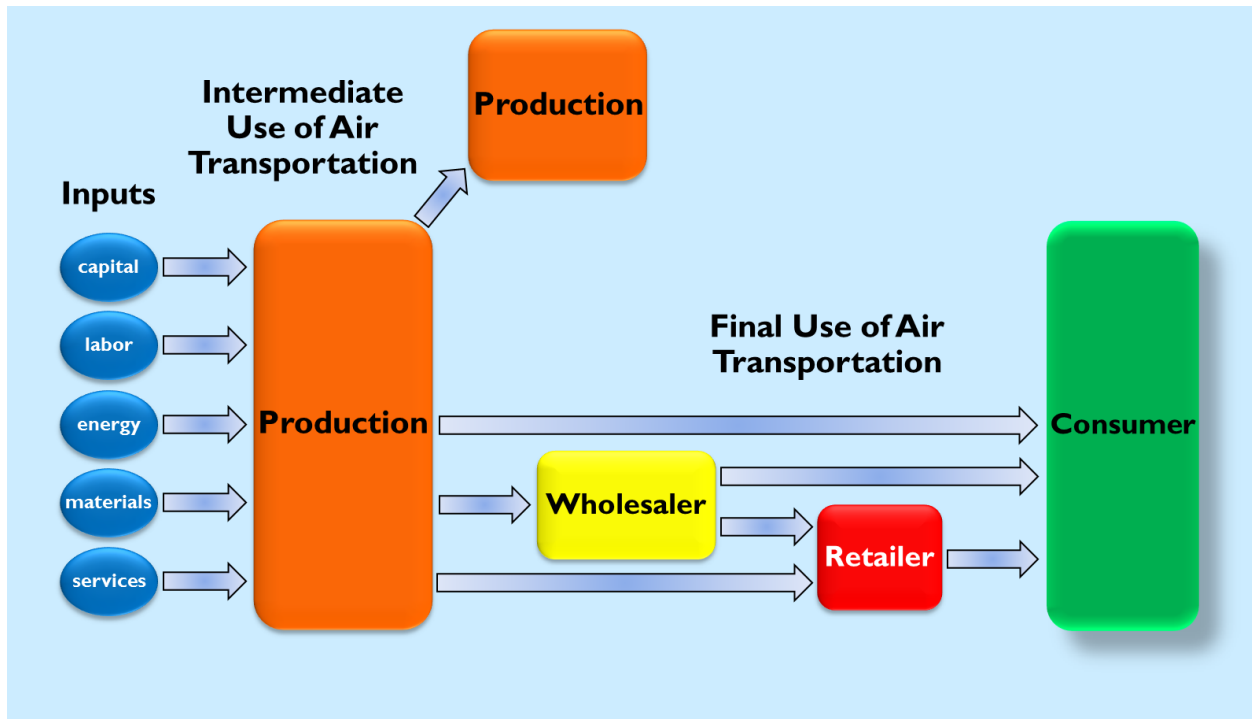 Intermediate
Use of Air
Transportation
Production
Inputs
capital
labor
energy
materials
services
Production
Final Use of Air
Transportation
Wholesaler
Retailer
Consumer